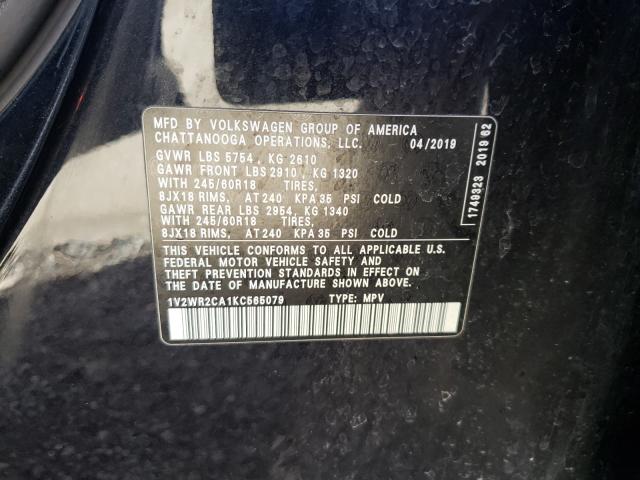 MFD BY VOLKSWAGEN GROUP OF AMERICA
CHATTANOOGA OPERATIONS, LLC. 04/2019
GVWR LBS 5754, KG 2610
GAWR FRONT LBS 2910, KG 1320
WITH 245/60R18 TIRES,
8JX18 RIMS, AT 240 KPA 35 PSI COLD
GAWR REAR LBS 2954, KG 1340
WITH 245/60R18 TIRES,
8JX18 RIMS, AT 240 KPA 35 PSI COLD
THIS VEHICLE CONFORMS TO ALL APPLICABLE U.S.
FEDERAL MOTOR VEHICLE SAFETY AND
THEFT PREVENTION STANDARDS IN EFFECT ON
THE DATE OF MANUFACTURE SHOWN ABOVE.
1V2WR2CA1KC565079 TYPE: MPV
1749323 2019 62